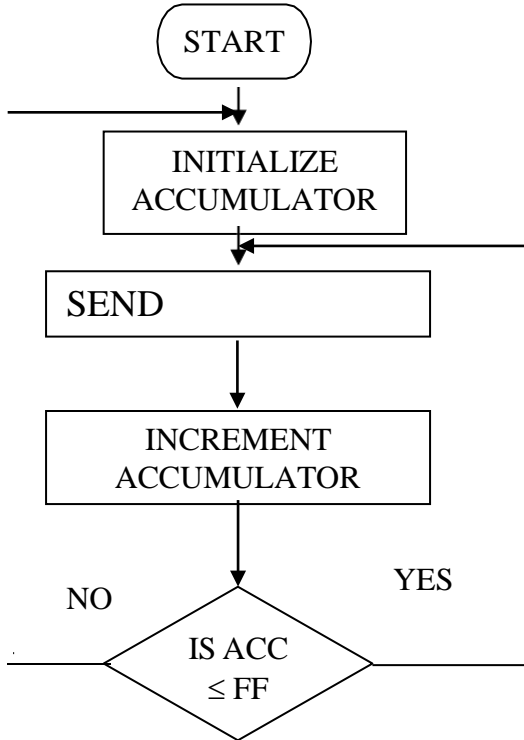 START
INITIALIZE
ACCUMULATOR
SEND
INCREMENT
ACCUMULATOR
YES
NO
IS ACC
≤ FF